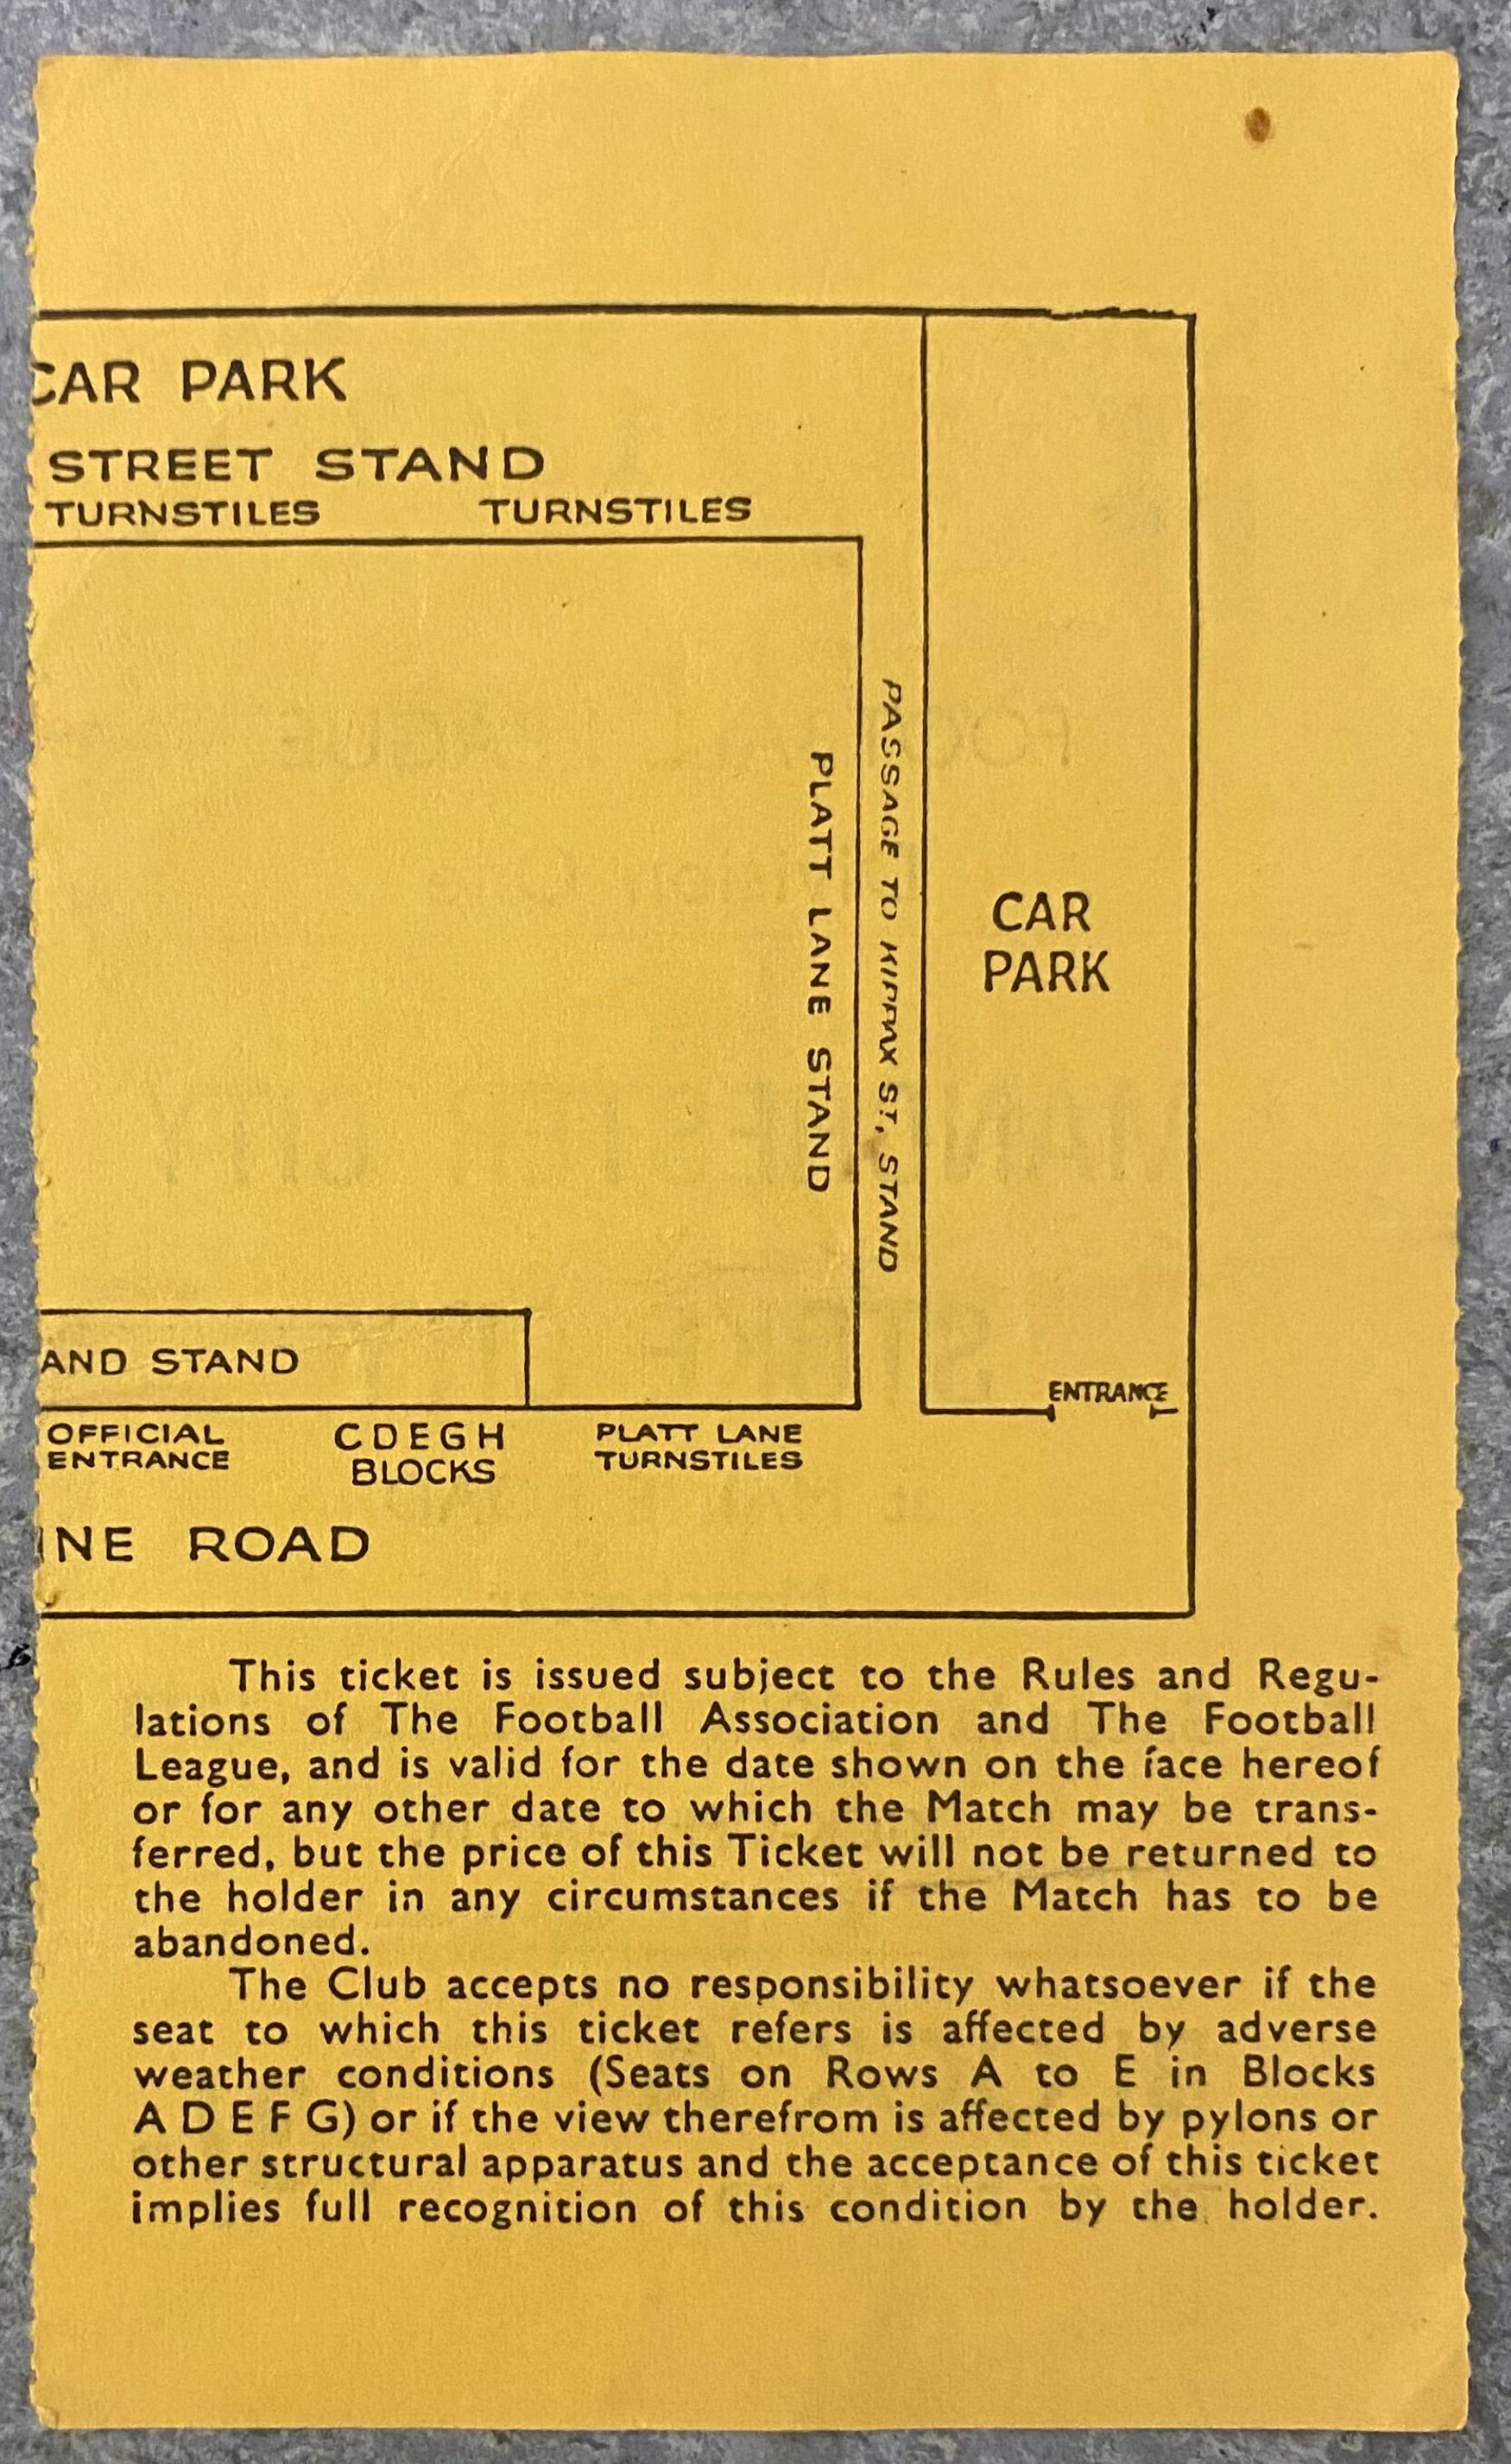 CAR PARK
STREET STAND
TURNSTILES TURNSTILES
PLATT LANE STAND
PASSAGE TO KIPPAX ST, STAND
CAR
PARK
AND STAND
ENTRANCE
OFFICIAL
ENTRANCE
C D E G H
BLOCKS
PLATT LANE
TURNSTILES
INE ROAD
This ticket is issued subject to the Rules and Regu-
lations of The Football Association and The Football
League, and is valid for the date shown on the face hereof
or for any other date to which the Match may be trans-
ferred, but the price of this Ticket will not be returned to
the holder in any circumstances if the Match has to be
abandoned.
The Club accepts no responsibility whatsoever if the
seat to which this ticket refers is affected by adverse
weather conditions (Seats on Rows A to E in Blocks
A D E F G) or if the view therefrom is affected by pylons or
other structural apparatus and the acceptance of this ticket
implies full recognition of this condition by the holder.